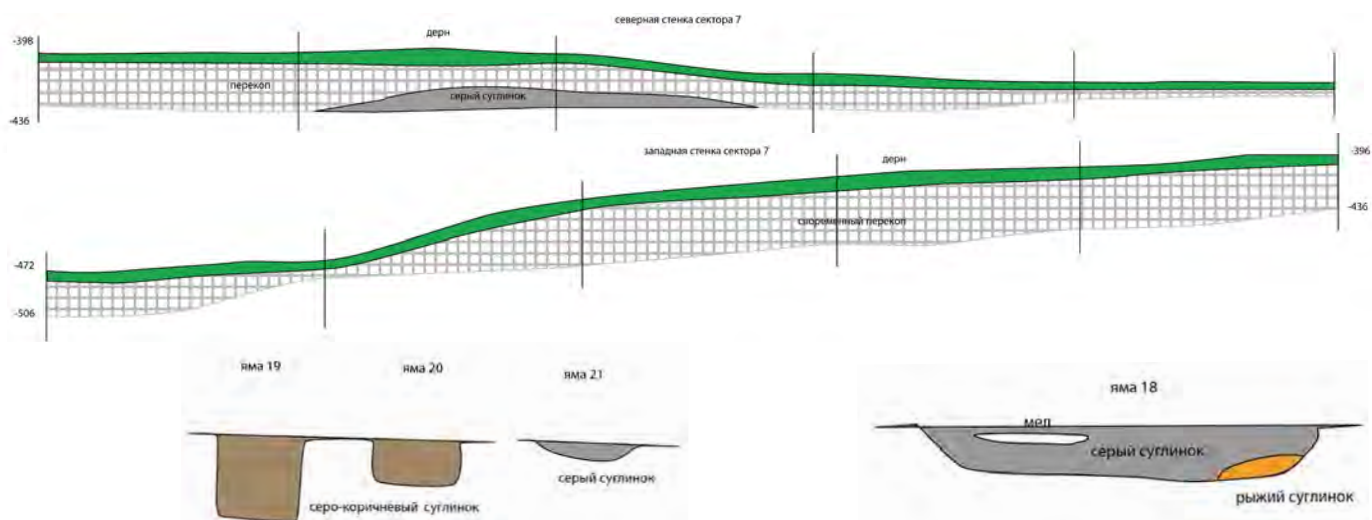 северная стенка сектора 7
-398
дерн
перекоп
серый суглинок
-436
западная стенка сектора 7
дерн
-396
свореминный перекоп
-436
-472
-506
яма 19
яма 20
яма 21
яма 18
мел
серый суглинок
серый суглинок
серо-коричневый суглинок
рыжий суглинок